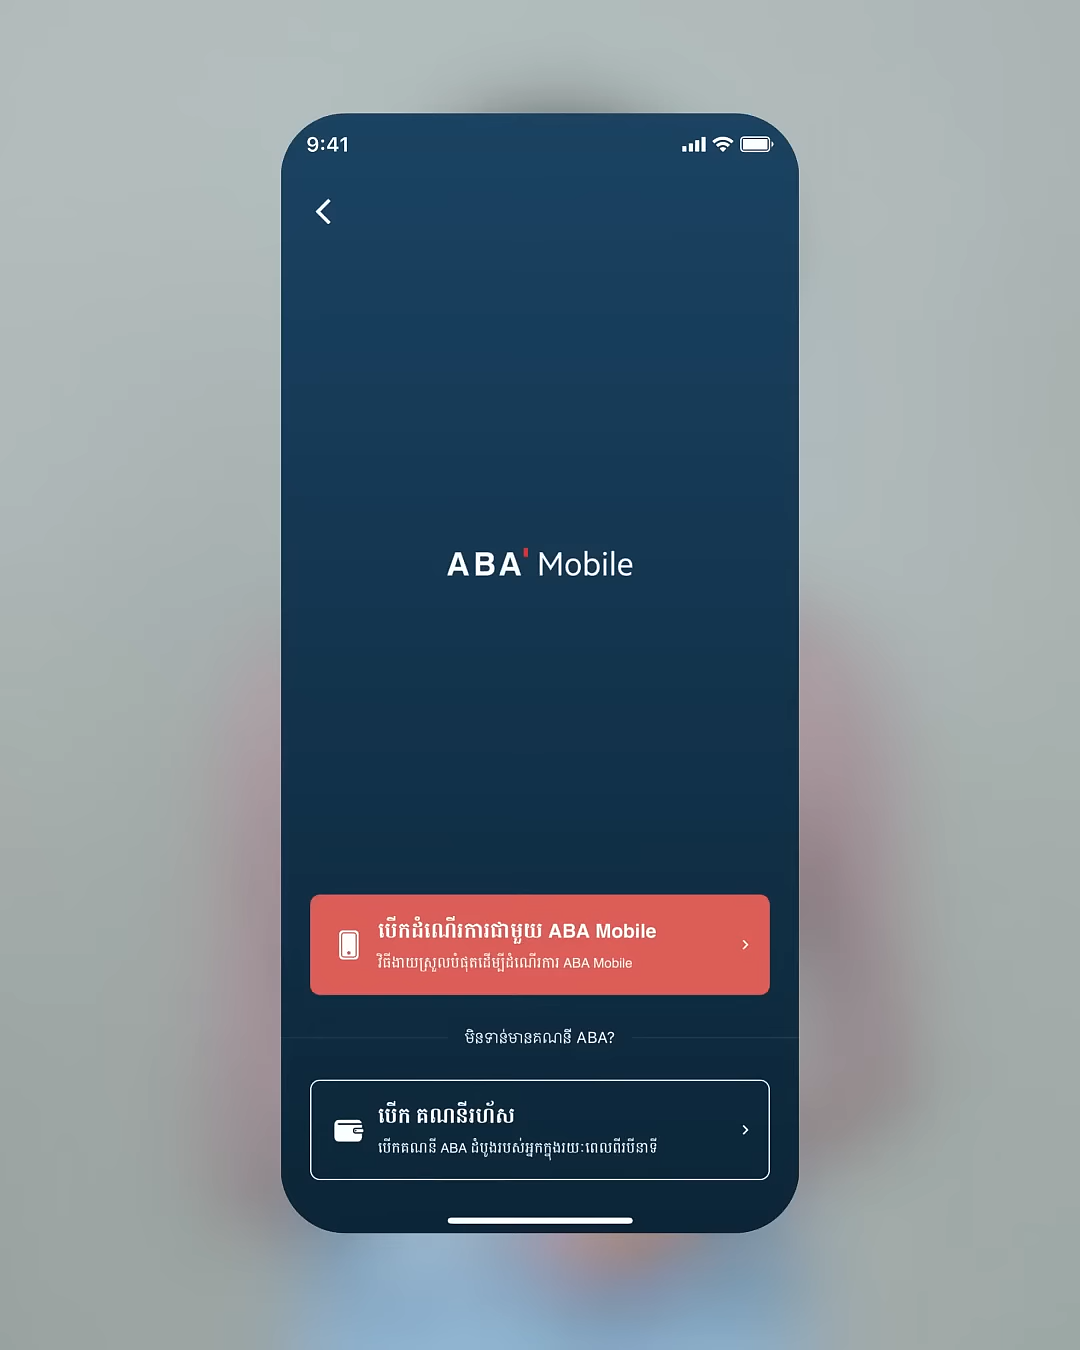 9:41
ABA' Mobile
បើកដំណើរការជាមួយ ABA Mobile
វិធីងាយស្រួលបំផុតដើម្បីដំណើរការ ABA Mobile
មិនទាន់មានគណនី ABA?
បើក គណនីរហ័ស
បើកគណនី ABA ដំបូងរបស់អ្នកក្នុងរយៈពេលពីរបីនាទី